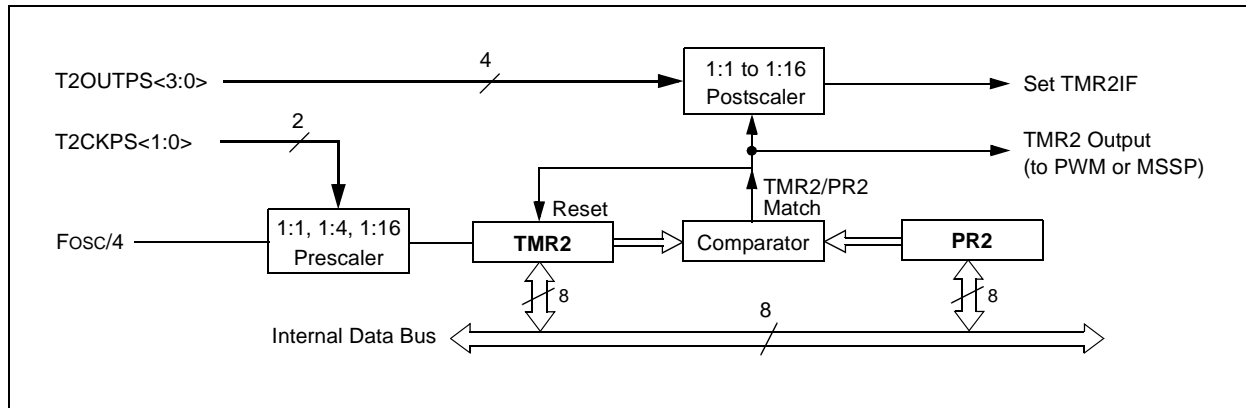 T2OUTPS<3:0>
4
1:1 to 1:16
Postscaler
Set TMR2IF
T2CKPS<1:0>
2
TMR2 Output
(to PWM or MSSP)
TMR2/PR2
Match
Reset
FOSC/4
1:1, 1:4, 1:16
Prescaler
TMR2
Comparator
PR2
8
8
8
Internal Data Bus